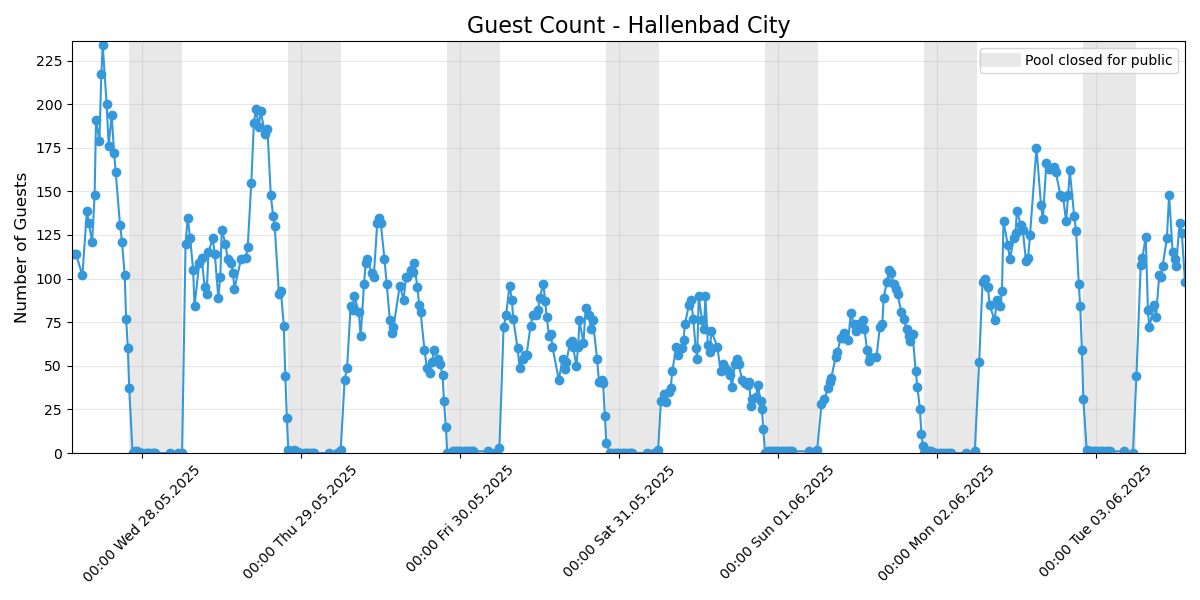 Guest Count - Hallenbad City
Pool closed for public
Number of Guests
225
200
175
150
125
100
75
50
25
0
00:00 Wed 28.05.2025
00:00 Thu 29.05.2025
00:00 Fri 30.05.2025
00:00 Sat 31.05.2025
00:00 Sun 01.06.2025
00:00 Mon 02.06.2025
00:00 Tue 03.06.2025